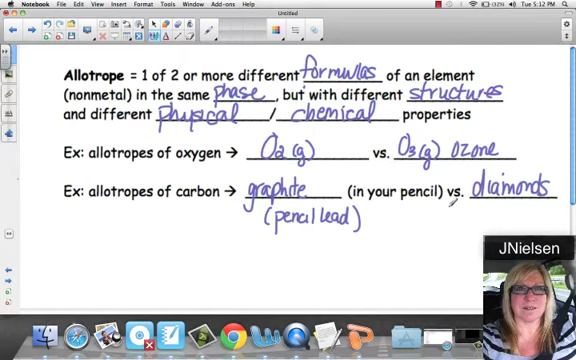 Notebook File Edit View Insert Format Tools Add-ons Window Help
Tue 5:12 PM
Untitled
Allotrope = 1 of 2 or more different formulas of an element
(nonmetal) in the same phase, but with different structures
and different physical / chemical properties
Ex: allotropes of oxygen → O2(g) vs. O3(g) ozone
Ex: allotropes of carbon → graphite (in your pencil) vs. diamonds
(pencil lead)
JNielsen